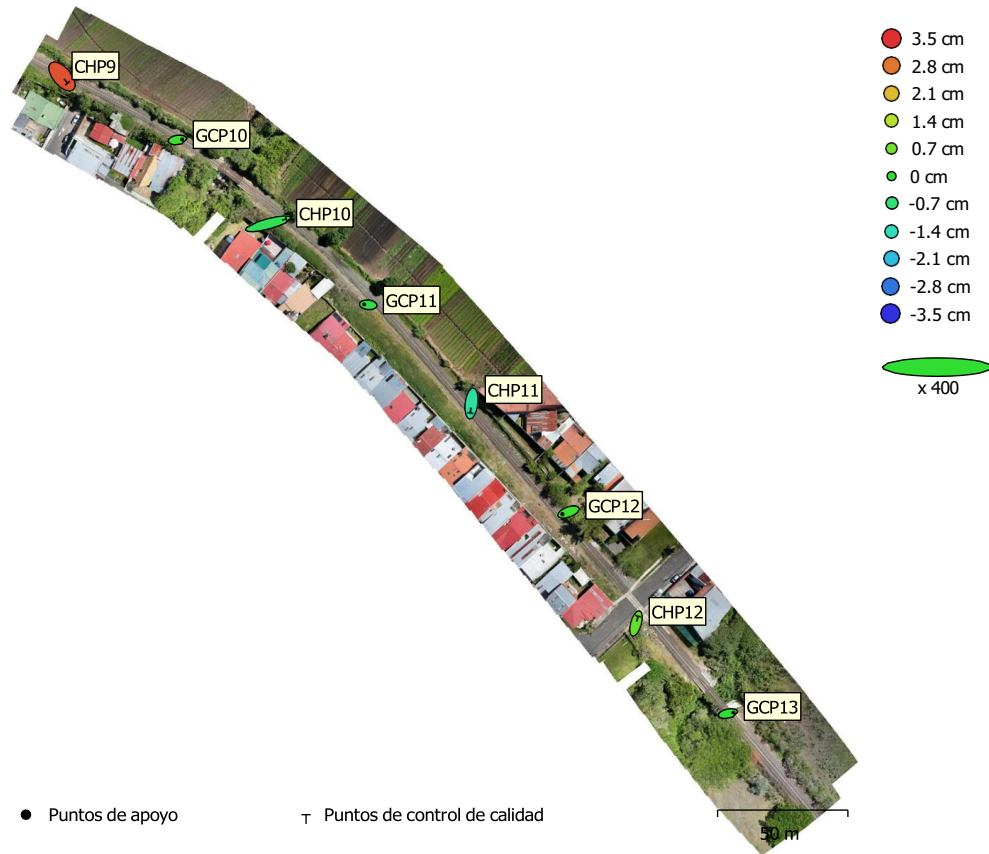 CHP9
GCP10
CHP10
GCP11
CHP11
GCP12
CHP12
GCP13
3.5 cm
2.8 cm
2.1 cm
1.4 cm
0.7 cm
0 cm
-0.7 cm
-1.4 cm
-2.1 cm
-2.8 cm
-3.5 cm
x 400
Puntos de apoyo
Puntos de control de calidad
50 m